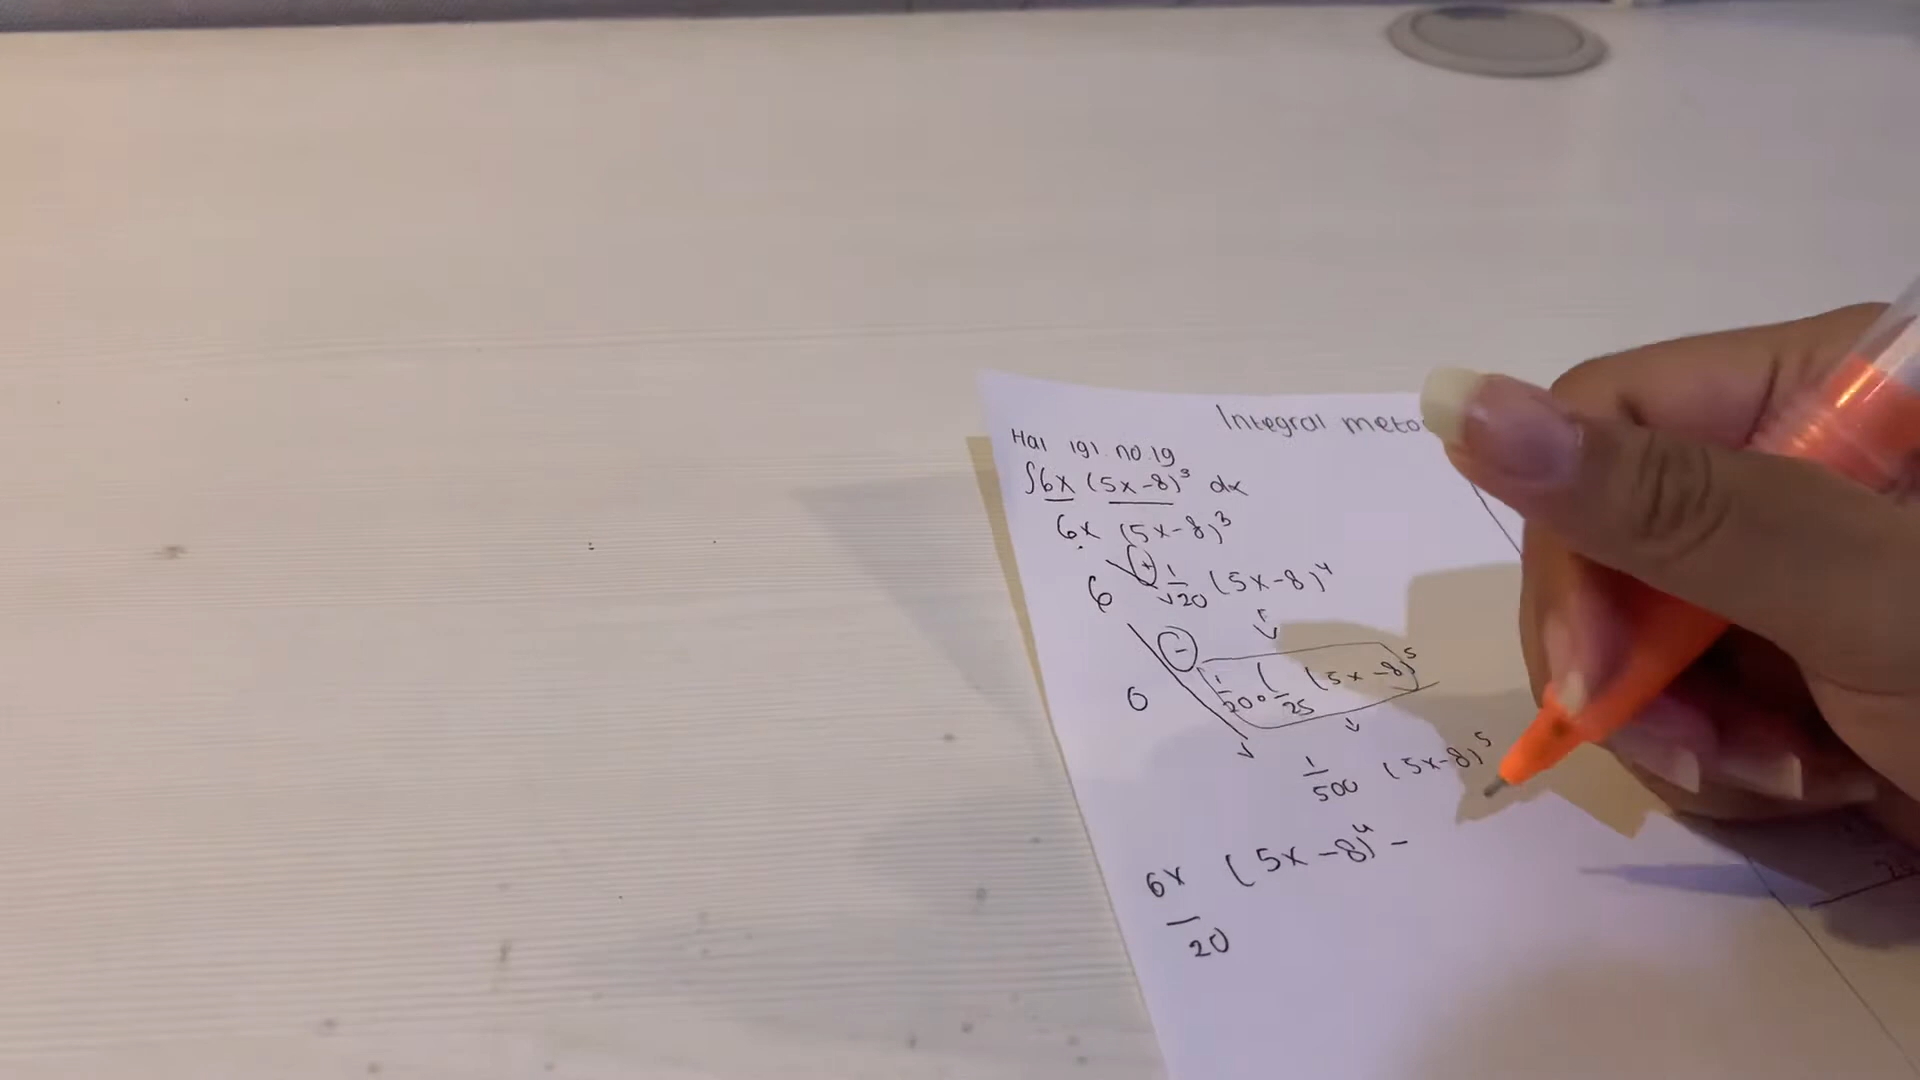 Integral meto
Hal 191 no.19
∫6x (5x-8)³ dx
6x (5x-8)³
+
6 1/20 (5x-8)⁴
-
0 1/20 ∘ 1/25 (5x-8)⁵
1/500 (5x-8)⁵
6x/20 (5x-8)⁴ -